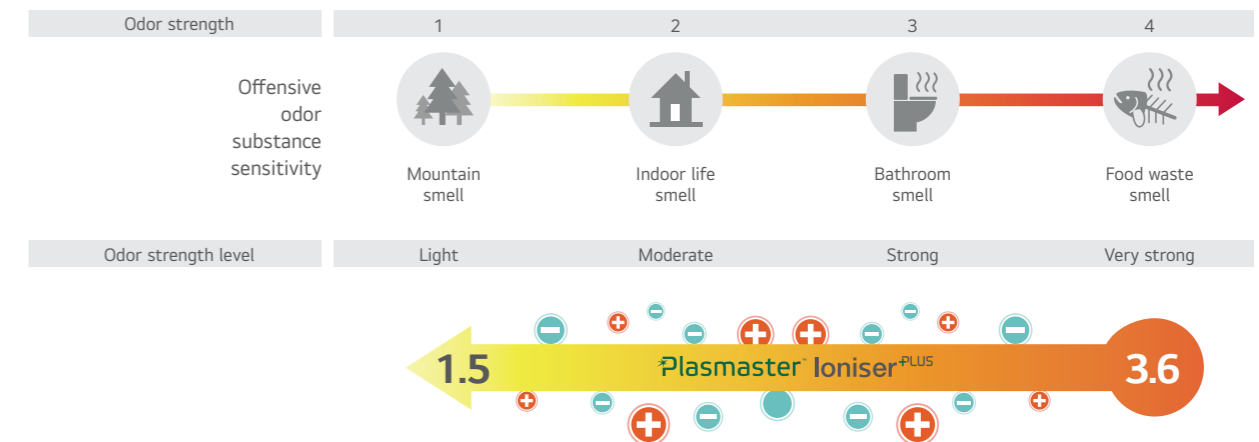 Odor strength 1 2 3 4
Offensive
odor
substance
sensitivity
Mountain
smell
Indoor life
smell
Bathroom
smell
Food waste
smell
Odor strength level Light Moderate Strong Very strong
1.5 Plasmaster™ Ioniser+PLUS 3.6